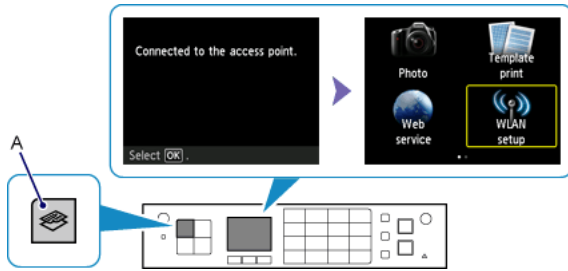 Connected to the access point.
Select OK.
Photo
Template
print
Web
service
WLAN
setup
A